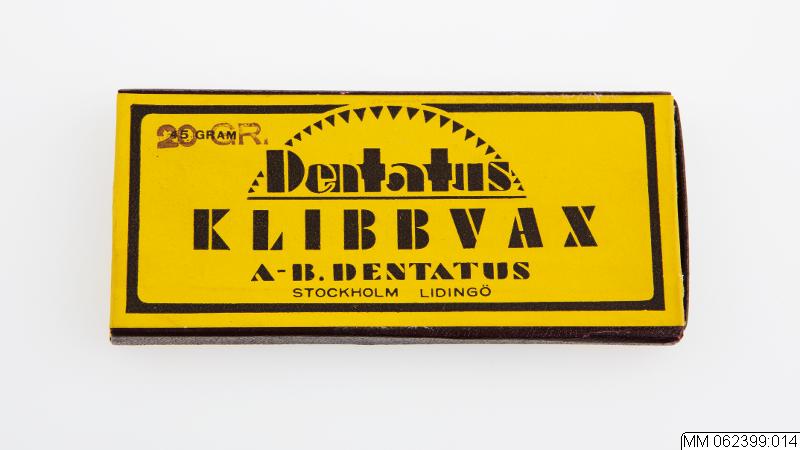 45 GRAM
20 GR.
Dentatus
KLIBBVAX
A-B. DENTATUS
STOCKHOLM LIDINGÖ
MM 062399:014